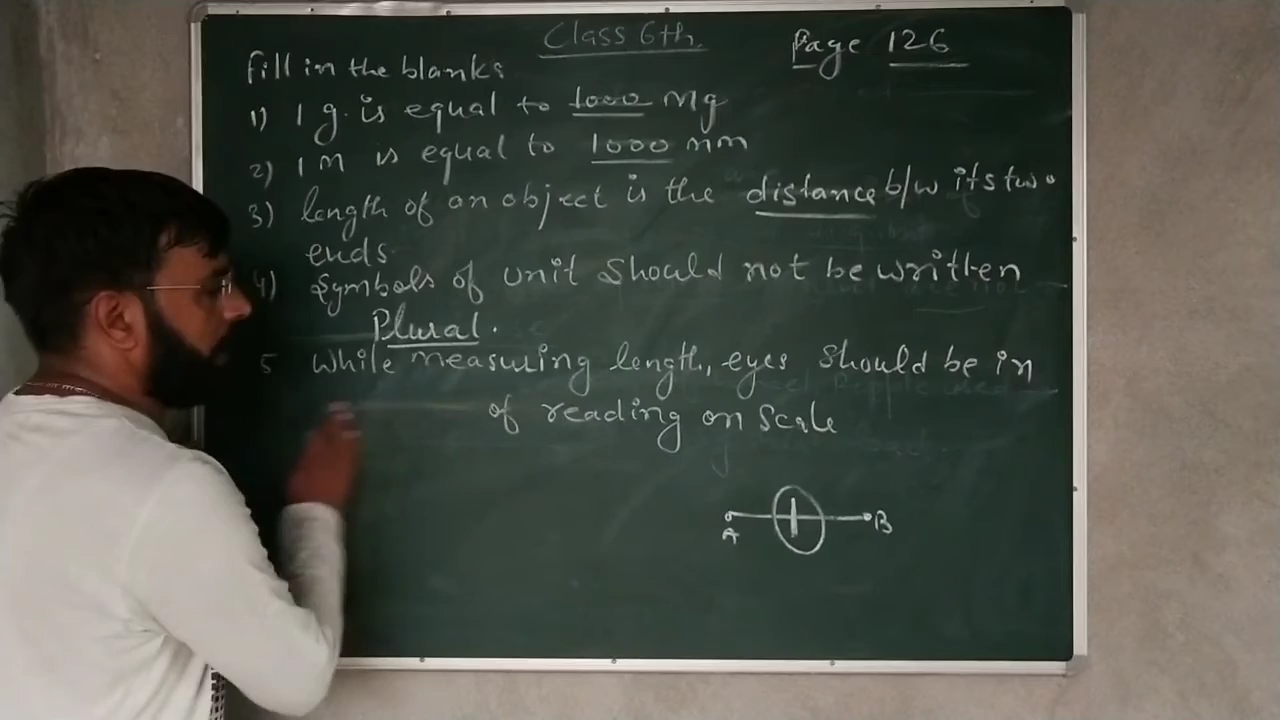 Class 6th.
Page 126
fill in the blanks
1) 1 g. is equal to 1000 Mg
2) 1 M is equal to 1000 mm
3) length of an object is the distance b/w its two
ends.
4) Symbols of unit should not be written
Plural.
5 While measuring length, eyes should be in
of reading on Scale
A B